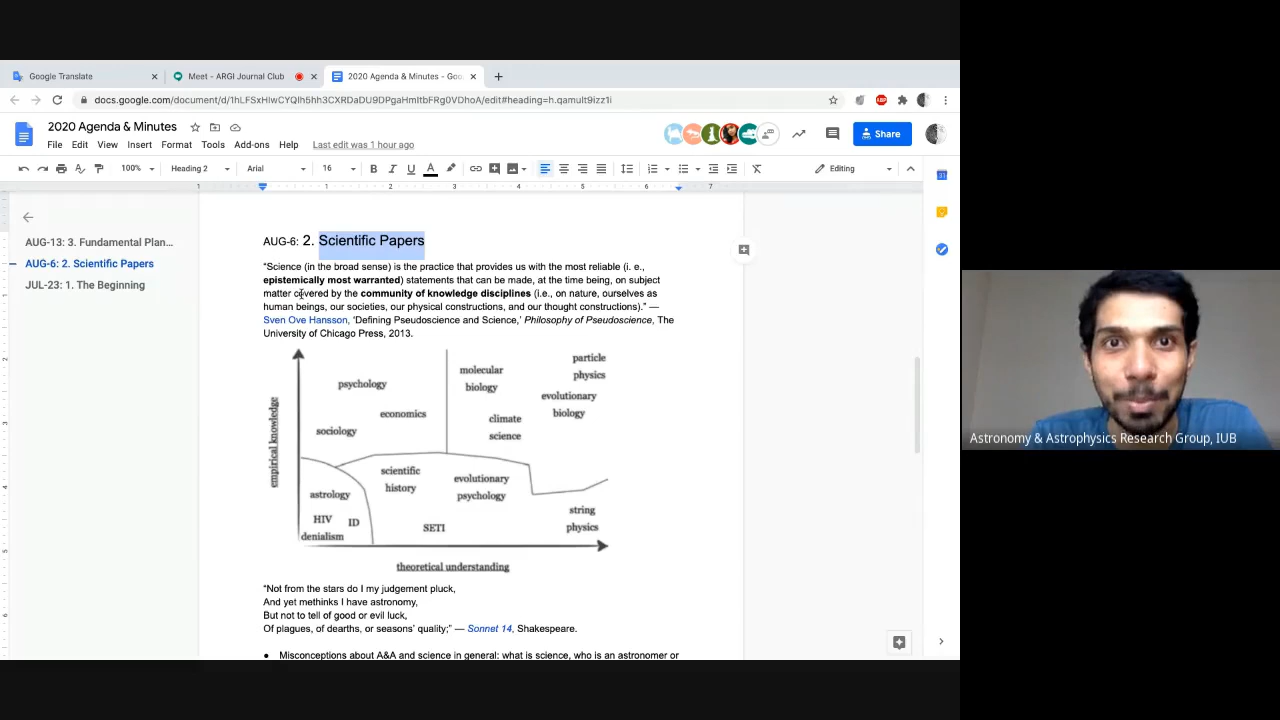 Google Translate
Meet - ARGI Journal Club
2020 Agenda & Minutes - Goo
docs.google.com/document/d/1hLFSxHlwCYQlh5hh3CXRDaDU9DPgaHmItbFRg0VDhoA/edit#heading=h.qamult9izz1i
2020 Agenda & Minutes
File Edit View Insert Format Tools Add-ons Help Last edit was 1 hour ago
Share
100% Heading 2 Arial 16 B I U A Editing
1 1 2 3 4 5 6 7
AUG-13: 3. Fundamental Plan...
AUG-6: 2. Scientific Papers
JUL-23: 1. The Beginning
AUG-6: 2. Scientific Papers
“Science (in the broad sense) is the practice that provides us with the most reliable (i. e.,
epistemically most warranted) statements that can be made, at the time being, on subject
matter covered by the community of knowledge disciplines (i.e., on nature, ourselves as
human beings, our societies, our physical constructions, and our thought constructions).” —
Sven Ove Hansson, ‘Defining Pseudoscience and Science,’ Philosophy of Pseudoscience, The
University of Chicago Press, 2013.
empirical knowledge
psychology
economics
sociology
molecular
biology
particle
physics
evolutionary
biology
climate
science
scientific
history
evolutionary
psychology
astrology
HIV ID
denialism
SETI
string
physics
theoretical understanding
“Not from the stars do I my judgement pluck,
And yet methinks I have astronomy,
But not to tell of good or evil luck,
Of plagues, of dearths, or seasons’ quality;” — Sonnet 14, Shakespeare.
● Misconceptions about A&A and science in general: what is science, who is an astronomer or
Astronomy & Astrophysics Research Group, IUB